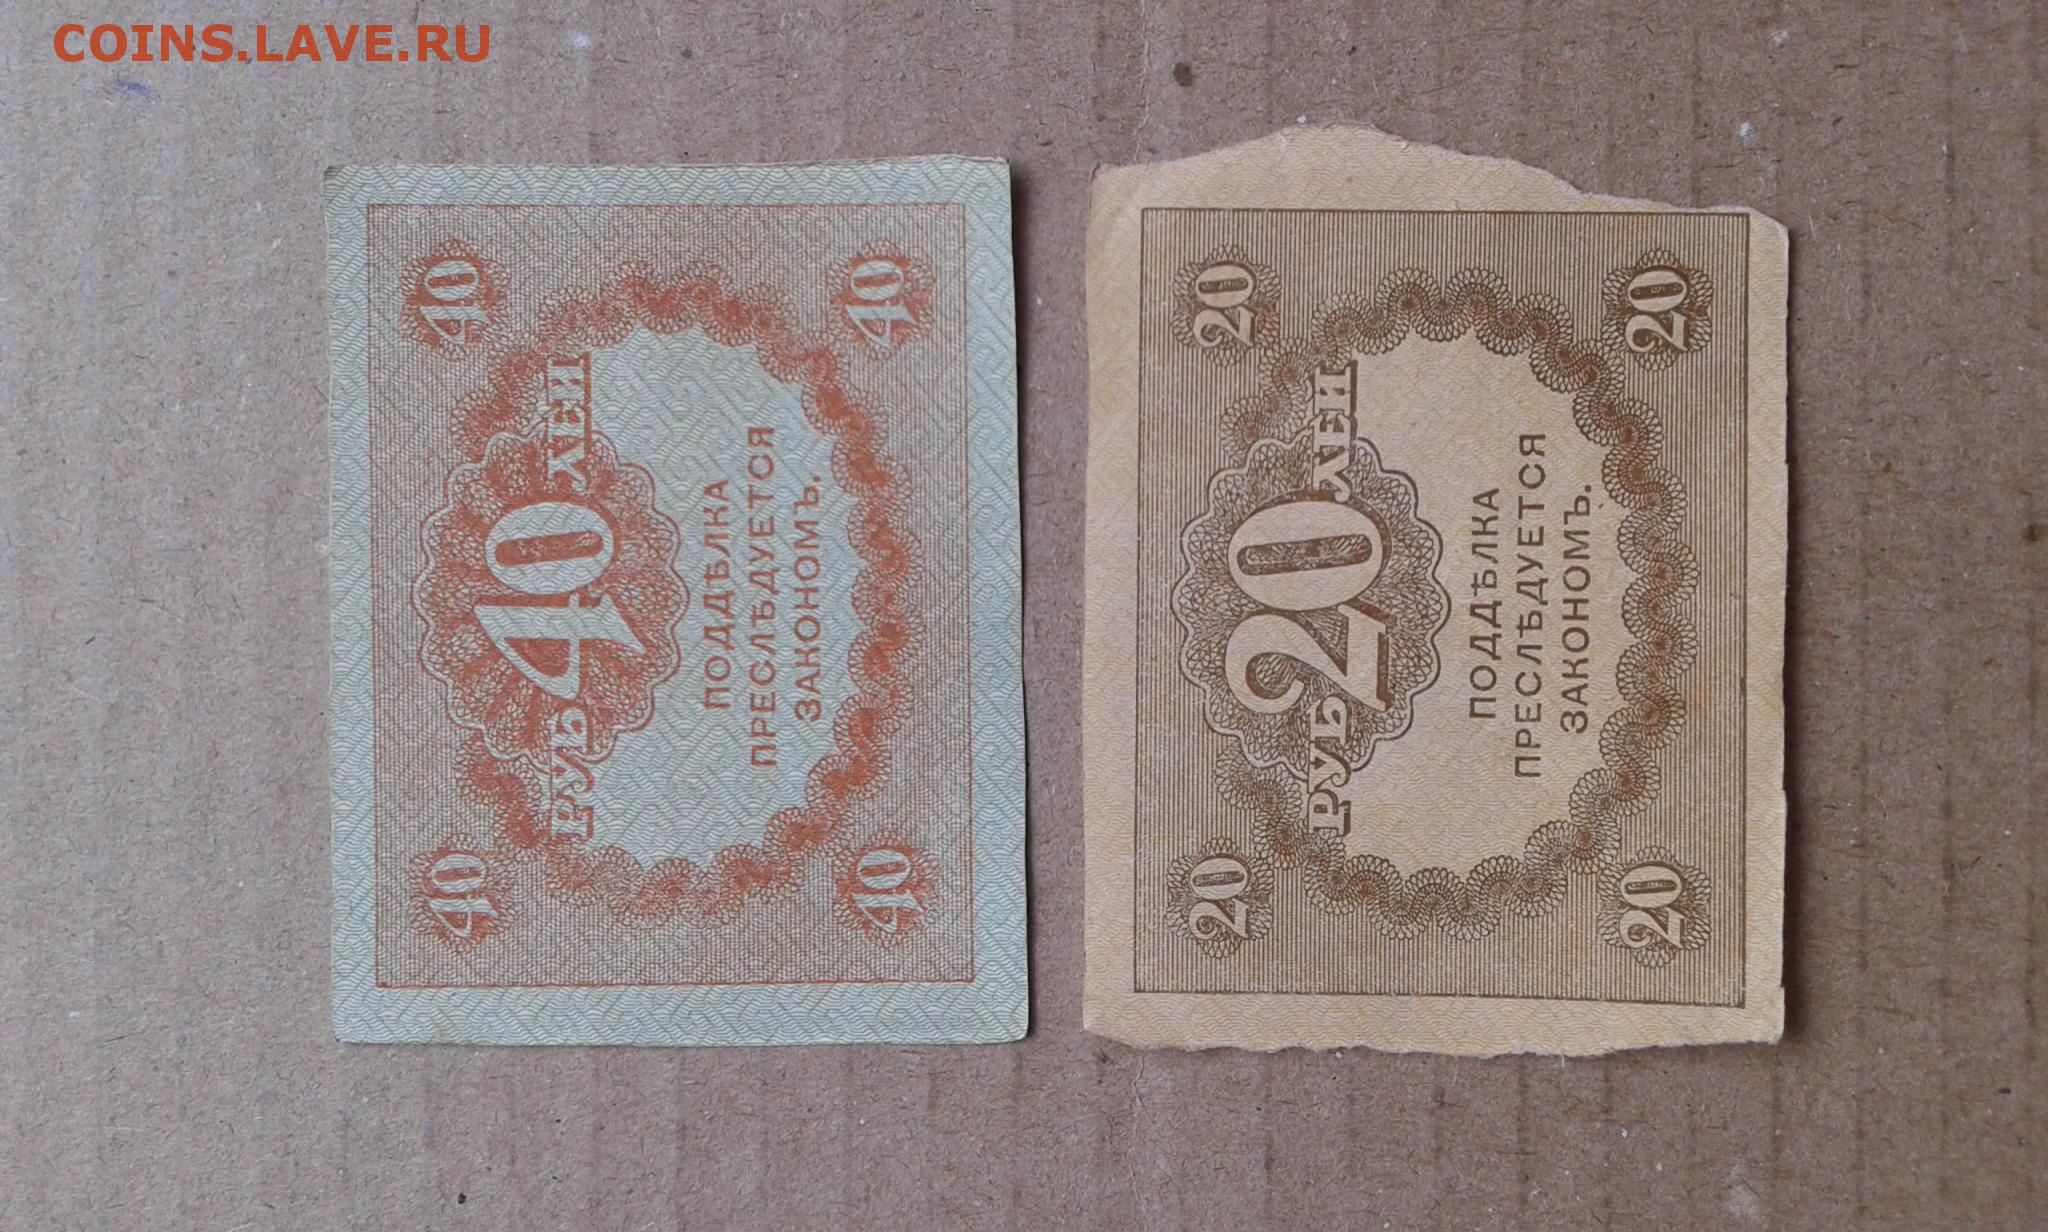 COINS.LAVE.RU
40 40
РУБ 40 ЛЕЙ
ПОДДѢЛКА
ПРЕСЛѢДУЕТСЯ
ЗАКОНОМЪ.
40 40
20 20
РУБ 20 ЛЕЙ
ПОДДѢЛКА
ПРЕСЛѢДУЕТСЯ
ЗАКОНОМЪ.
20 20